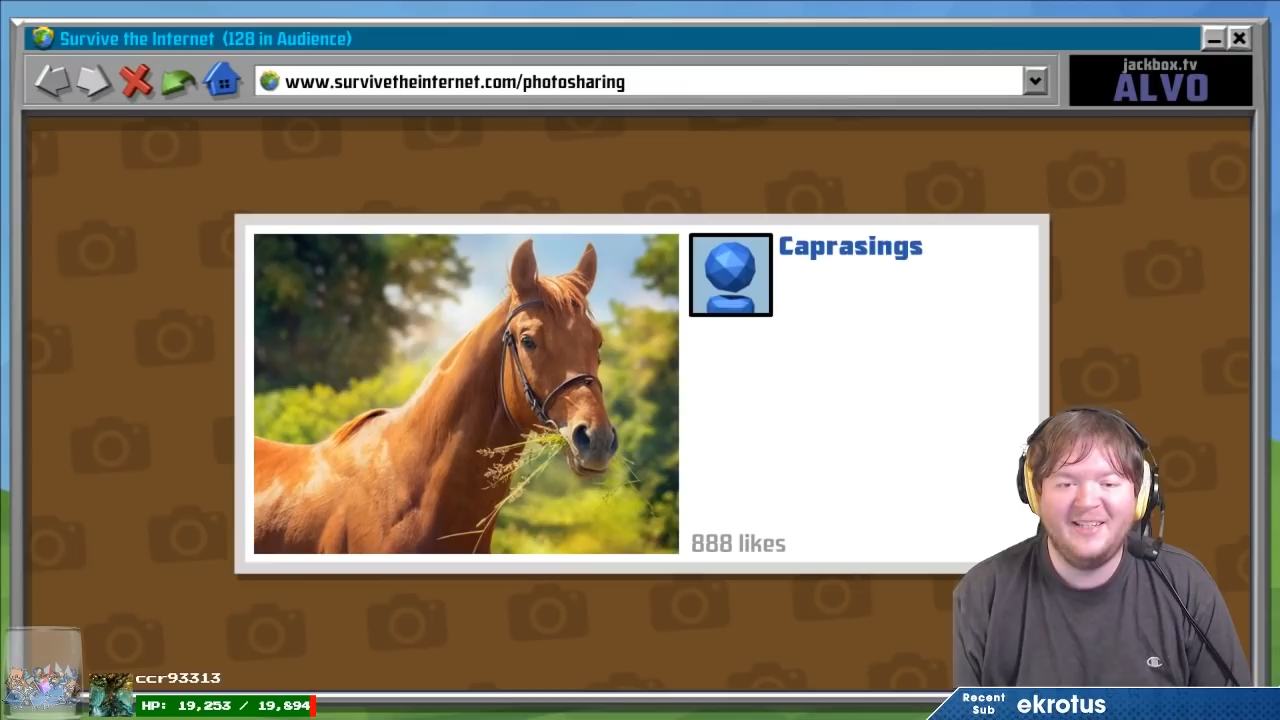 Survive the Internet (128 in Audience)
www.survivetheinternet.com/photosharing
jackbox.tv
ALVO
Caprasings
888 likes
ccr93313
HP: 19,253 / 19,894
Recent
Sub
ekrotus